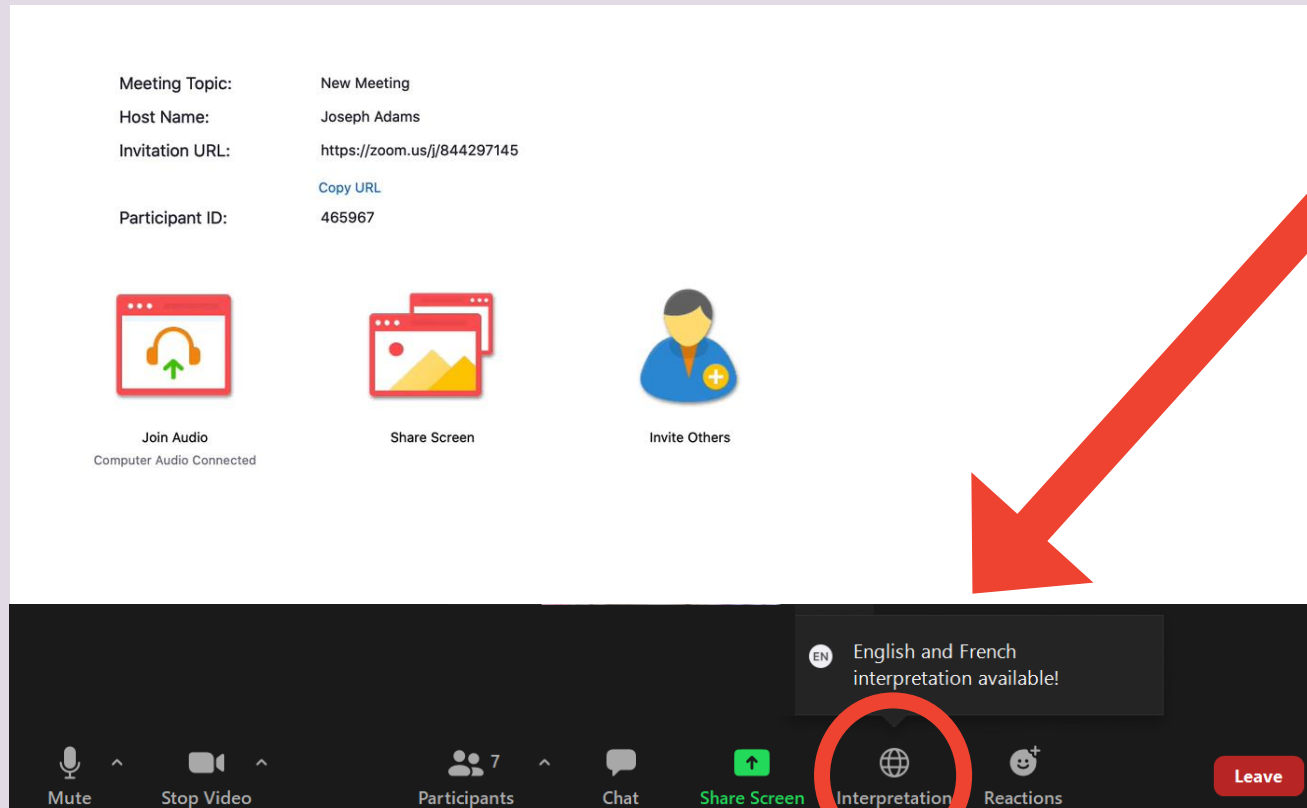 Meeting Topic: New Meeting
Host Name: Joseph Adams
Invitation URL: https://zoom.us/j/844297145
Copy URL
Participant ID: 465967
Join Audio Share Screen Invite Others
Computer Audio Connected
EN English and French
interpretation available!
7
Mute Stop Video Participants Chat Share Screen Interpretation Reactions Leave